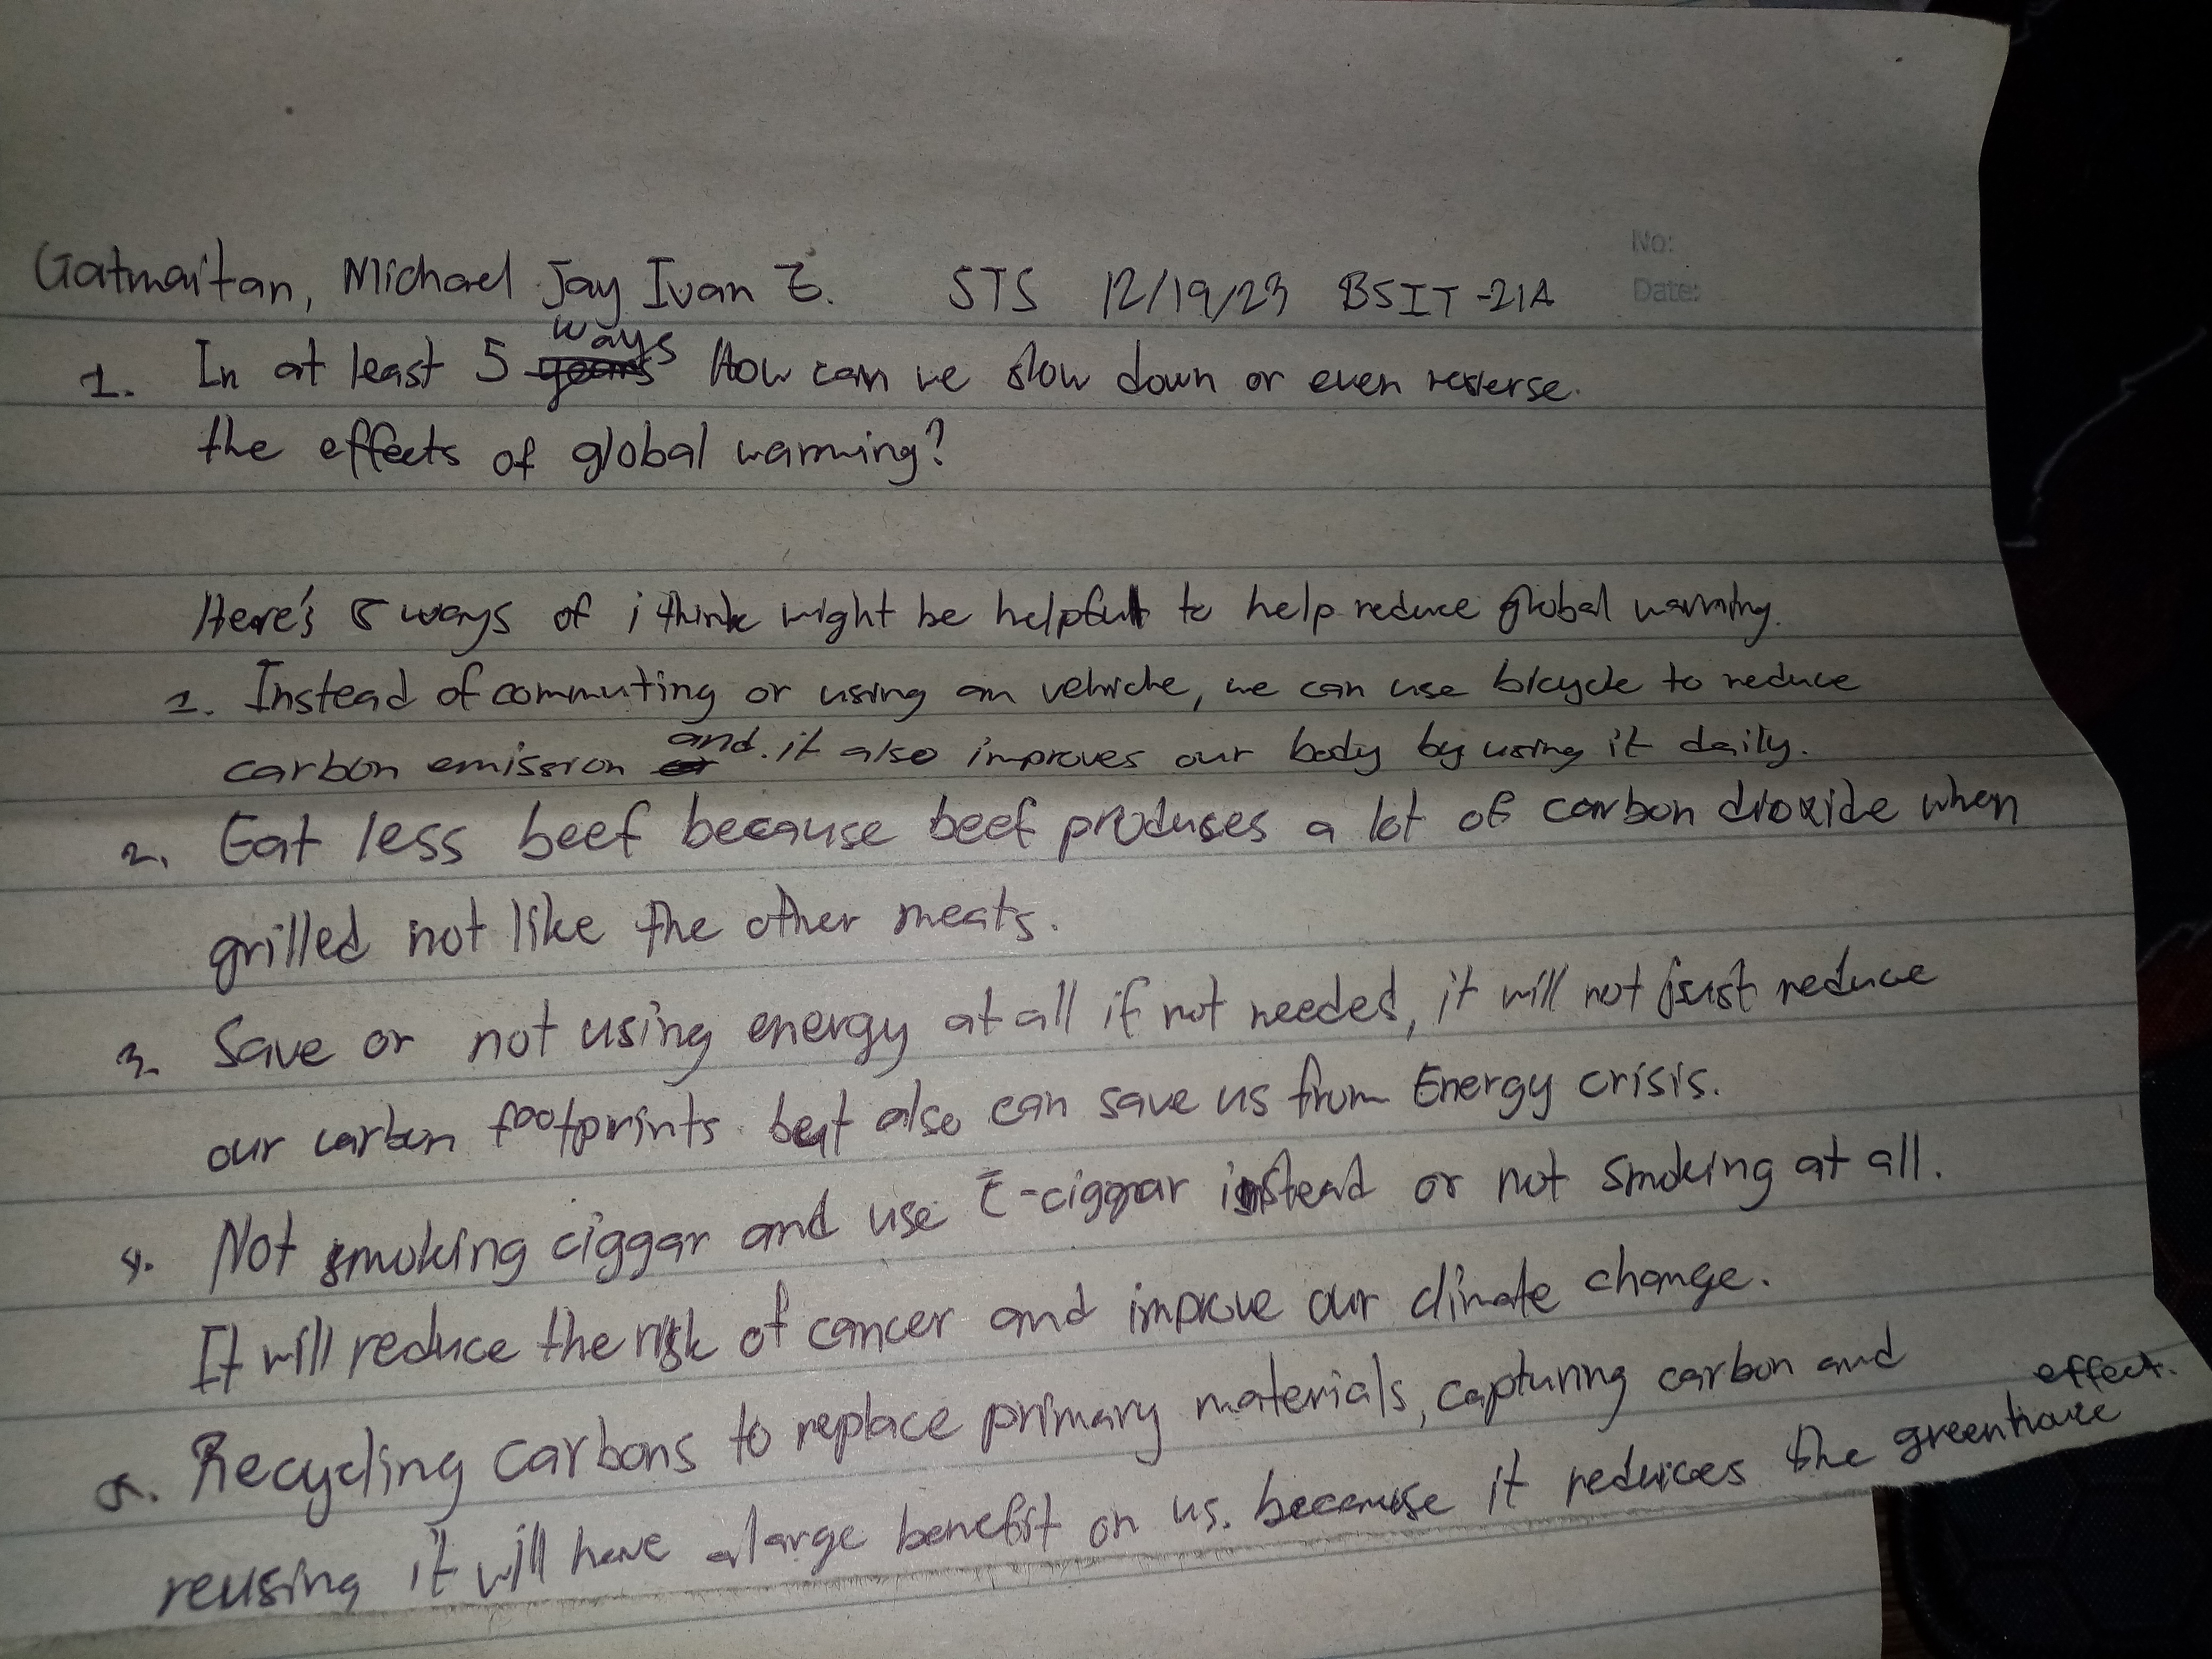 No:
Date:
Gatmaitan, Michael Jay Ivan E. STS 12/19/23 BSIT-21A
1. In at least 5 ways How can we slow down or even reverse.
the effects of global warming?
Here's 5 ways of i think might be helpful to help reduce global warming.
1. Instead of commuting or using an vehicle, we can use bicycle to reduce
carbon emission and. it also improves our body by using it daily.
2. Eat less beef because beef produses a lot of carbon dioxide when
grilled not like the other meats.
3. Save or not using energy at all if not needed, it will not just reduce
our carbon footprints. but also can save us from Energy crisis.
4. Not smoking ciggar and use E-ciggar instead or not smoking at all.
It will reduce the risk of cancer and improve our climate change.
5. Recycling carbons to replace primary materials, capturing carbon and
reusing it will have a large benefit on us. because it reduces the greenhouse effect.